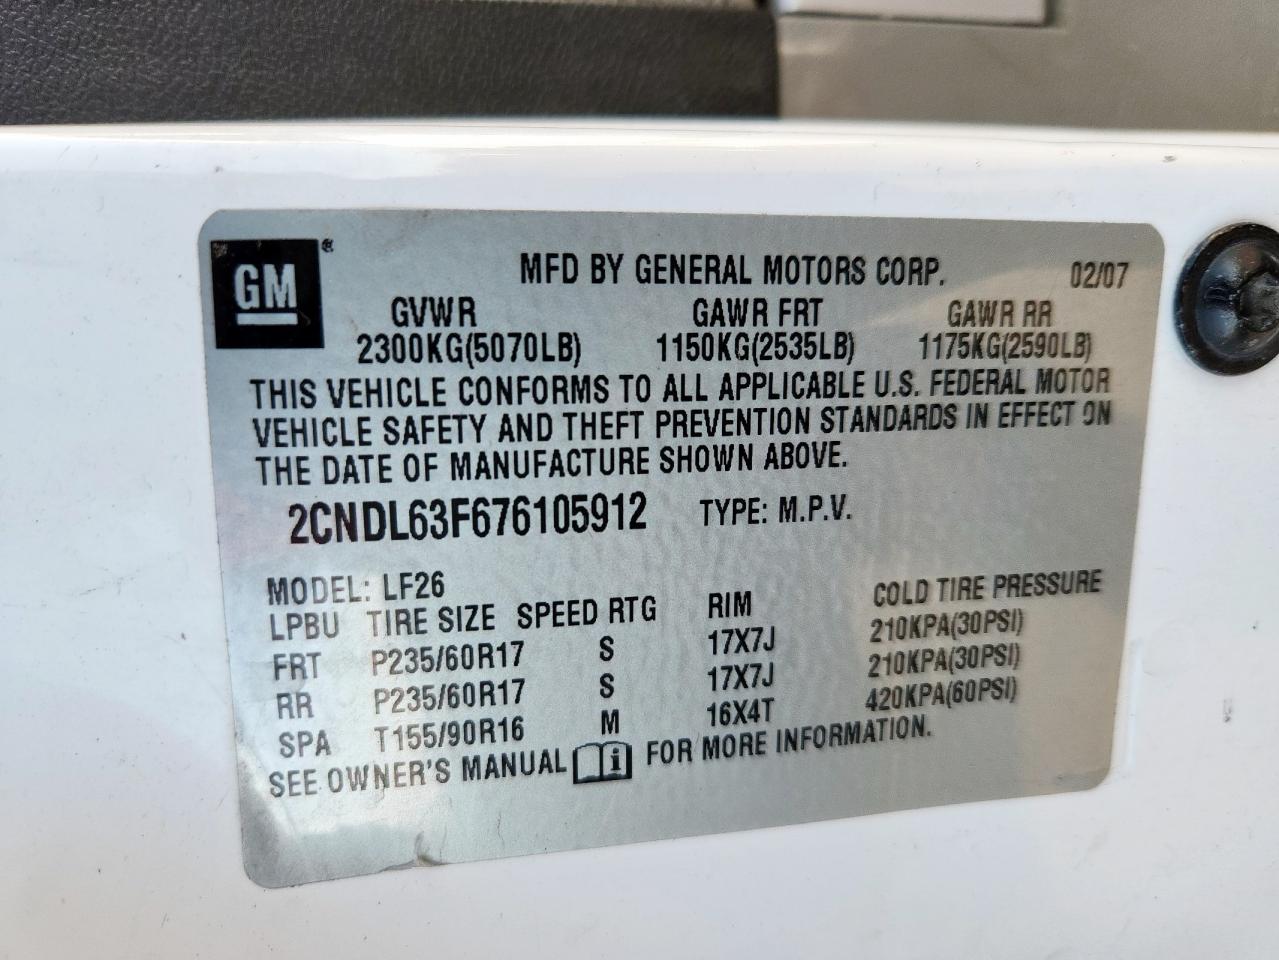 GM®
MFD BY GENERAL MOTORS CORP. 02/07
GVWR GAWR FRT GAWR RR
2300KG(5070LB) 1150KG(2535LB) 1175KG(2590LB)
THIS VEHICLE CONFORMS TO ALL APPLICABLE U.S. FEDERAL MOTOR
VEHICLE SAFETY AND THEFT PREVENTION STANDARDS IN EFFECT ON
THE DATE OF MANUFACTURE SHOWN ABOVE.
2CNDL63F676105912 TYPE: M.P.V.
MODEL: LF26
LPBU TIRE SIZE SPEED RTG RIM COLD TIRE PRESSURE
FRT P235/60R17 S 17X7J 210KPA(30PSI)
RR P235/60R17 S 17X7J 210KPA(30PSI)
SPA T155/90R16 M 16X4T 420KPA(60PSI)
SEE OWNER'S MANUAL i FOR MORE INFORMATION.